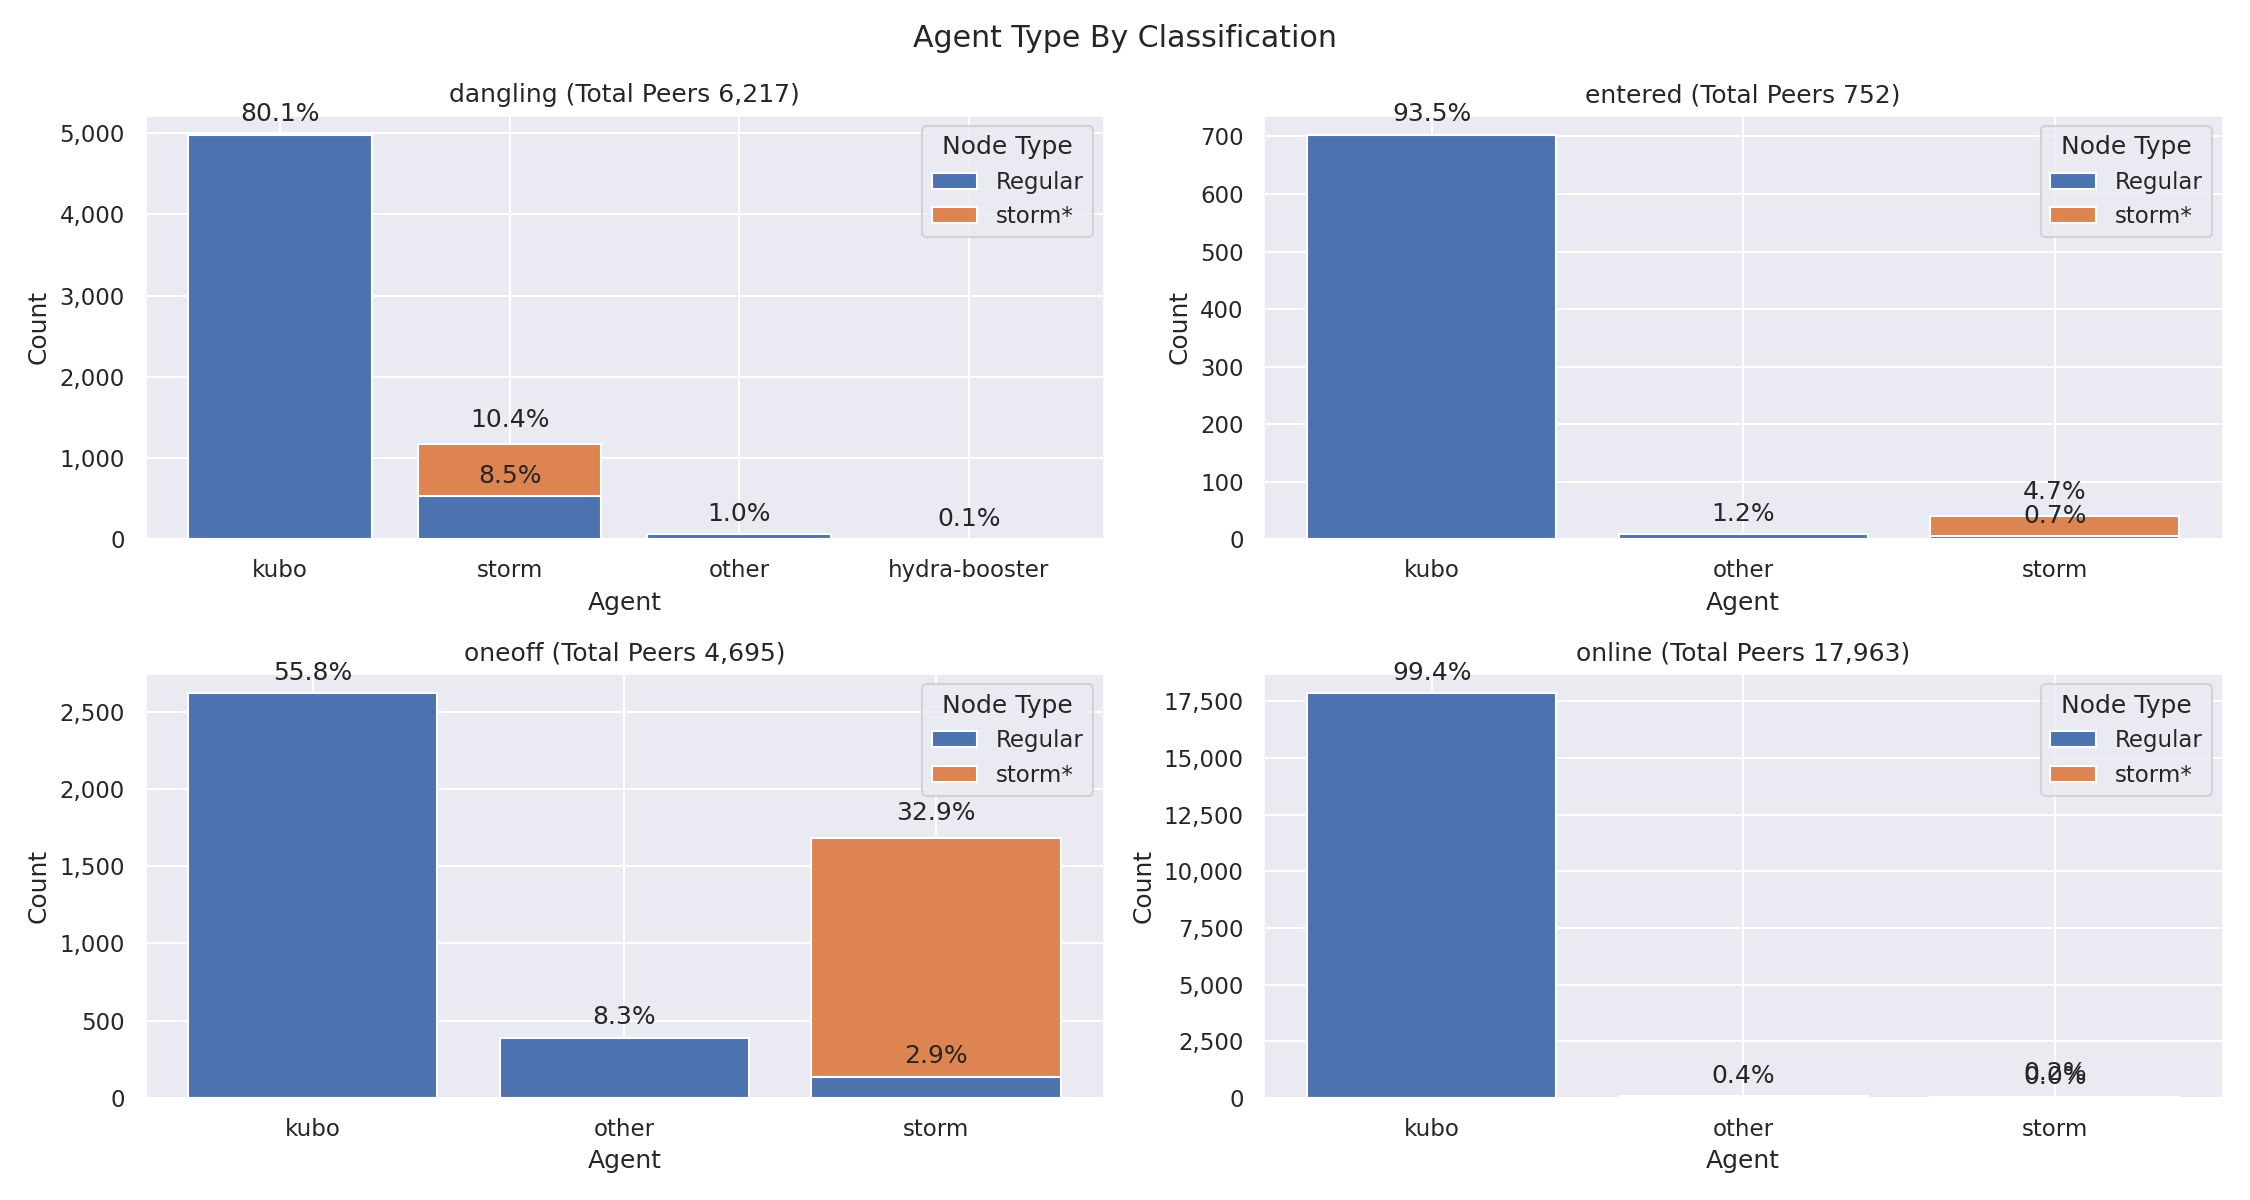 Agent Type By Classification
dangling (Total Peers 6,217)
80.1%
5,000
4,000
3,000
2,000
1,000
0
Count
10.4%
8.5%
1.0%
0.1%
Node Type
Regular
storm*
kubo
storm
other
hydra-booster
Agent
entered (Total Peers 752)
93.5%
700
600
500
400
300
200
100
0
Count
1.2%
4.7%
0.7%
Node Type
Regular
storm*
kubo
other
storm
Agent
oneoff (Total Peers 4,695)
55.8%
2,500
2,000
1,500
1,000
500
0
Count
8.3%
32.9%
2.9%
Node Type
Regular
storm*
kubo
other
storm
Agent
online (Total Peers 17,963)
99.4%
17,500
15,000
12,500
10,000
7,500
5,000
2,500
0
Count
0.4%
0.2%
0.0%
Node Type
Regular
storm*
kubo
other
storm
Agent